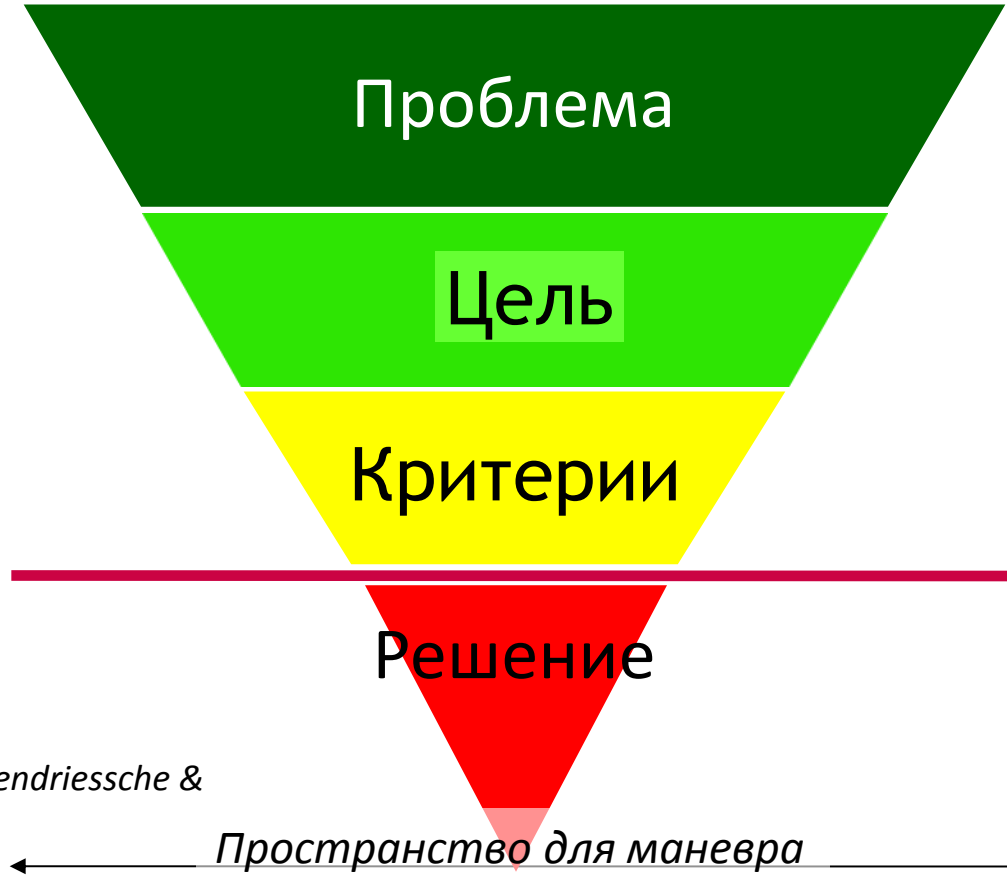 Проблема
Цель
Критерии
Решение
endriessche &
Пространство для маневра